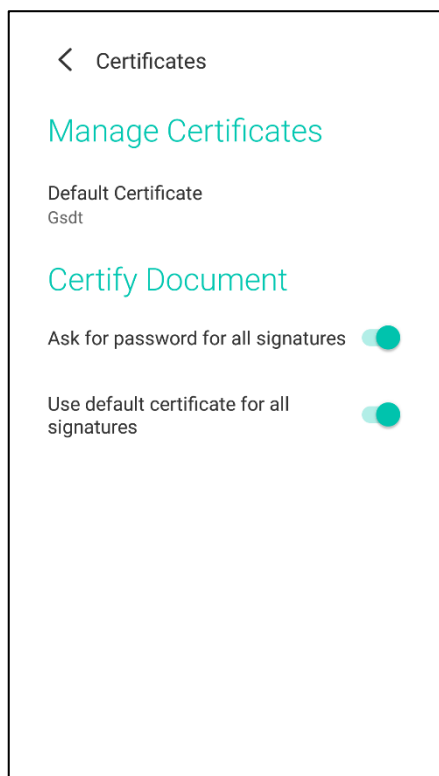 Certificates
Manage Certificates
Default Certificate
Gsdt
Certify Document
Ask for password for all signatures
Use default certificate for all
signatures